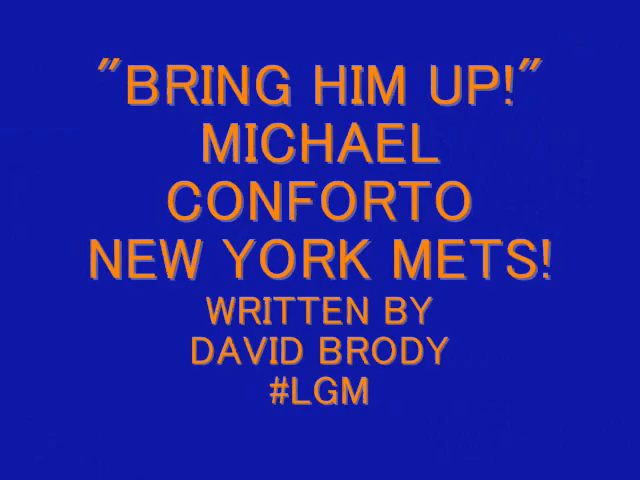 "BRING HIM UP!"
MICHAEL
CONFORTO
NEW YORK METS!
WRITTEN BY
DAVID BRODY
#LGM